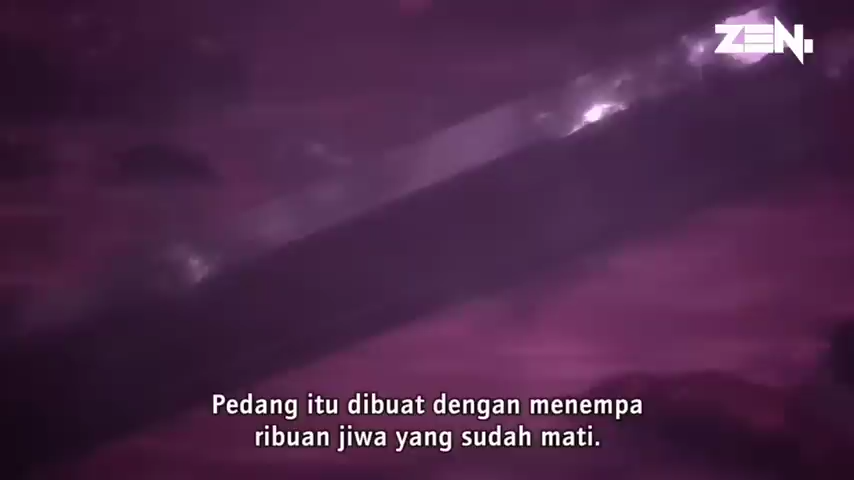 ZEN.
Pedang itu dibuat dengan menempa
ribuan jiwa yang sudah mati.